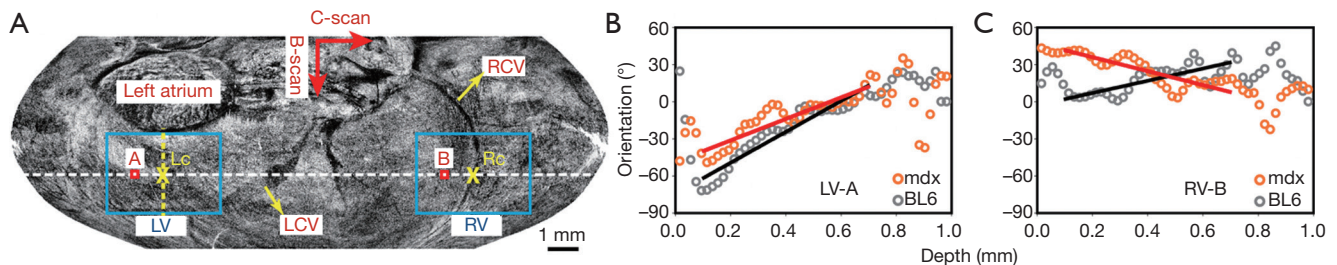 A
C-scan
B-scan
RCV
Left atrium
A
Lc
B
Rc
LV
LCV
RV
1 mm
B
Orientation (°)
60
30
0
−30
−60
−90
LV-A
mdx
BL6
0.0 0.2 0.4 0.6 0.8 1.0
C
60
30
0
−30
−60
−90
RV-B
mdx
BL6
0.0 0.2 0.4 0.6 0.8 1.0
Depth (mm)